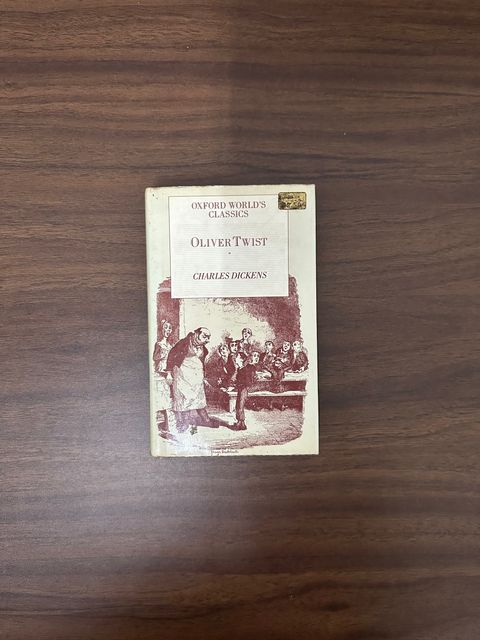 OXFORD WORLD'S
CLASSICS
OLIVER TWIST
CHARLES DICKENS